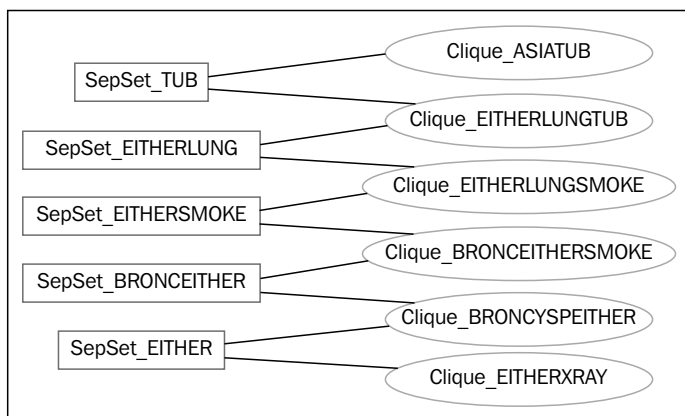 Clique_ASIATUB
SepSet_TUB
Clique_EITHERLUNGTUB
SepSet_EITHERLUNG
Clique_EITHERLUNGSMOKE
SepSet_EITHERSMOKE
Clique_BRONCEITHERSMOKE
SepSet_BRONCEITHER
Clique_BRONCYSPEITHER
SepSet_EITHER
Clique_EITHERXRAY